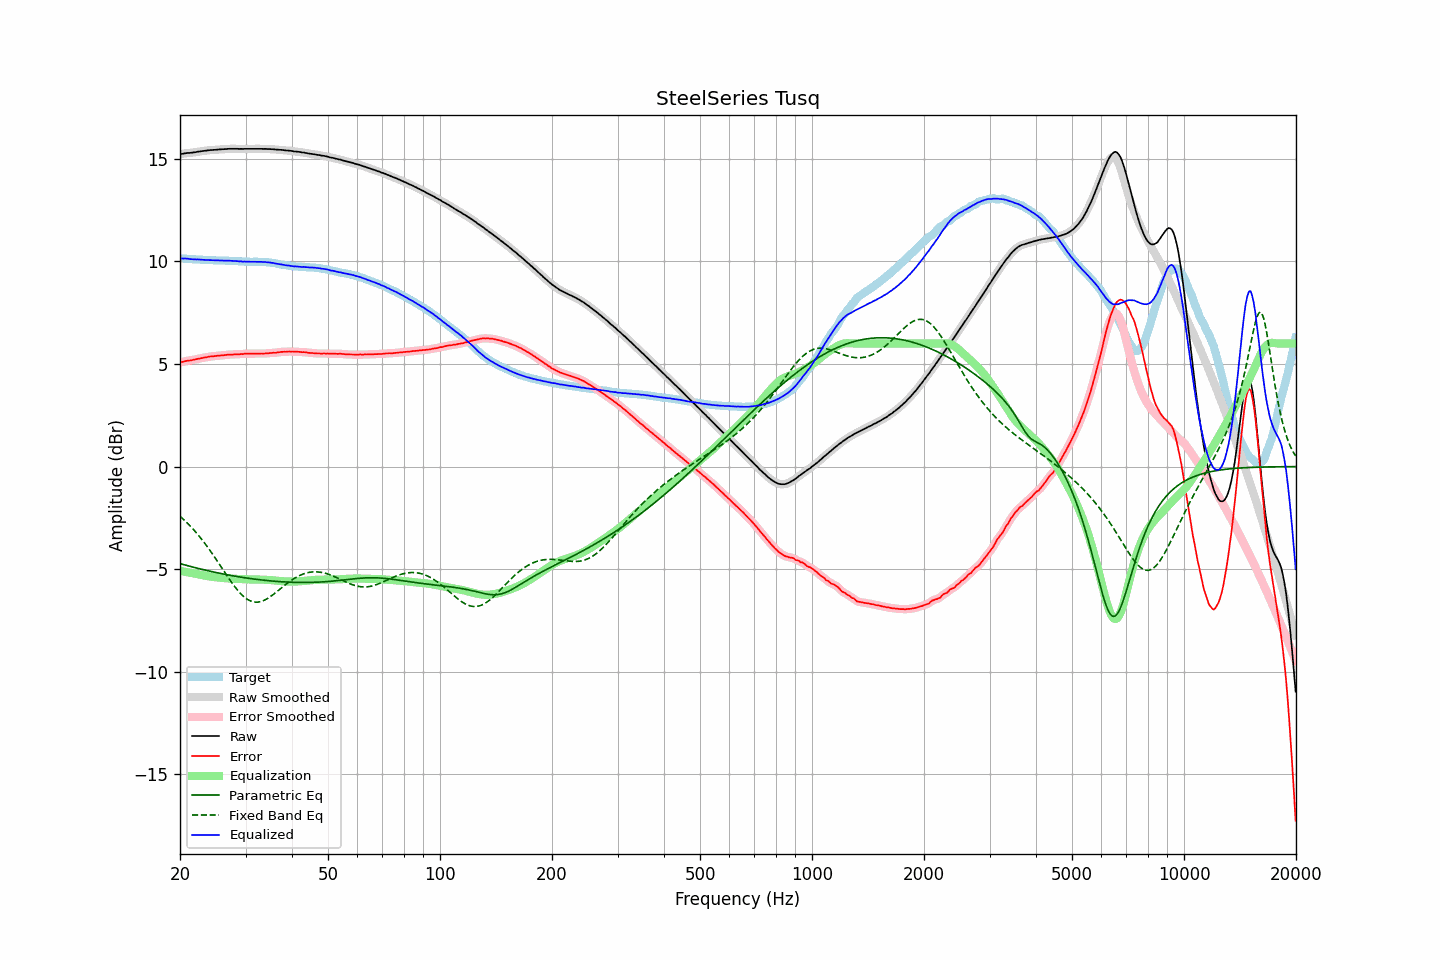 SteelSeries Tusq
Amplitude (dBr)
15
10
5
0
−5
−10
−15
Target
Raw Smoothed
Error Smoothed
Raw
Error
Equalization
Parametric Eq
Fixed Band Eq
Equalized
20 50 100 200 500 1000 2000 5000 10000 20000
Frequency (Hz)